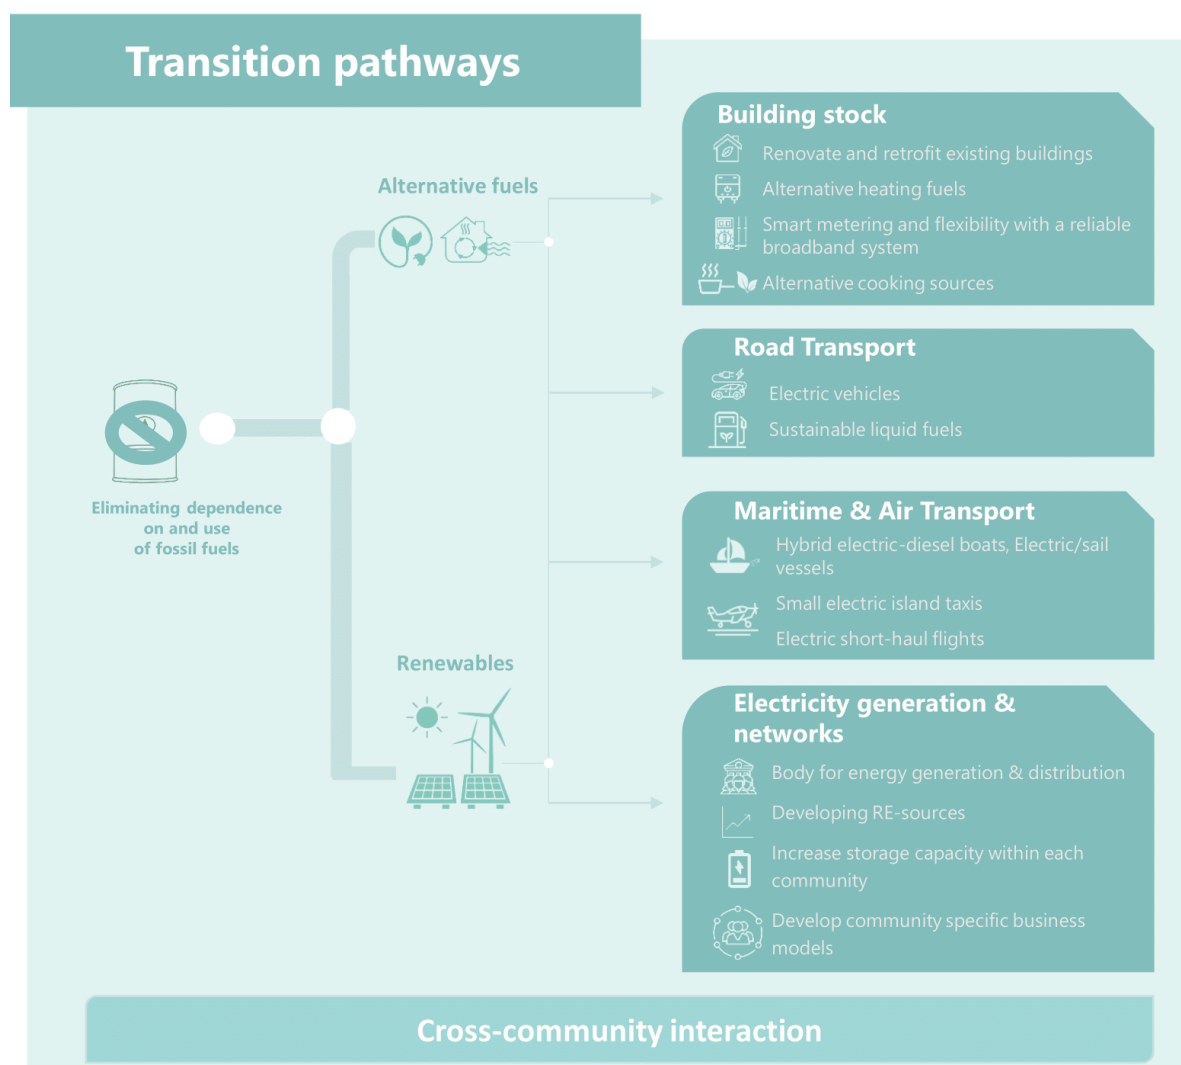 Transition pathways
Alternative fuels
Eliminating dependence
on and use
of fossil fuels
Renewables
Building stock
Renovate and retrofit existing buildings
Alternative heating fuels
Smart metering and flexibility with a reliable
broadband system
Alternative cooking sources
Road Transport
Electric vehicles
Sustainable liquid fuels
Maritime & Air Transport
Hybrid electric-diesel boats, Electric/sail
vessels
Small electric island taxis
Electric short-haul flights
Electricity generation &
networks
Body for energy generation & distribution
Developing RE-sources
Increase storage capacity within each
community
Develop community specific business
models
Cross-community interaction